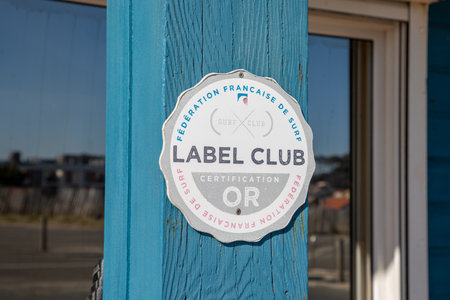 FÉDÉRATION FRANÇAISE DE SURF
SURF CLUB
LABEL CLUB
CERTIFICATION
OR
FÉDÉRATION FRANÇAISE DE SURF